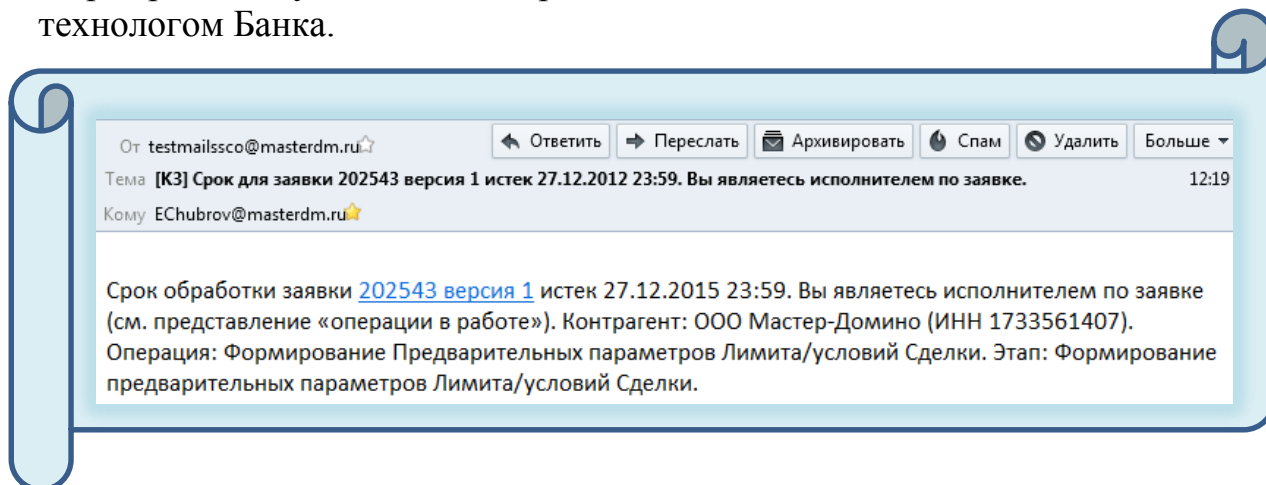 технологом Банка.
От testmailssco@masterdm.ru Ответить Переслать Архивировать Спам Удалить Больше
Тема [КЗ] Срок для заявки 202543 версия 1 истек 27.12.2012 23:59. Вы являетесь исполнителем по заявке. 12:19
Кому EChubrov@masterdm.ru
Срок обработки заявки 202543 версия 1 истек 27.12.2015 23:59. Вы являетесь исполнителем по заявке
(см. представление «операции в работе»). Контрагент: ООО Мастер-Домино (ИНН 1733561407).
Операция: Формирование Предварительных параметров Лимита/условий Сделки. Этап: Формирование
предварительных параметров Лимита/условий Сделки.